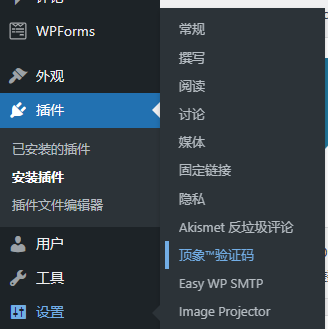 评论
WPForms
外观
插件
已安装的插件
安装插件
插件文件编辑器
用户
工具
设置
常规
撰写
阅读
讨论
媒体
固定链接
隐私
Akismet 反垃圾评论
顶象™验证码
Easy WP SMTP
Image Projector